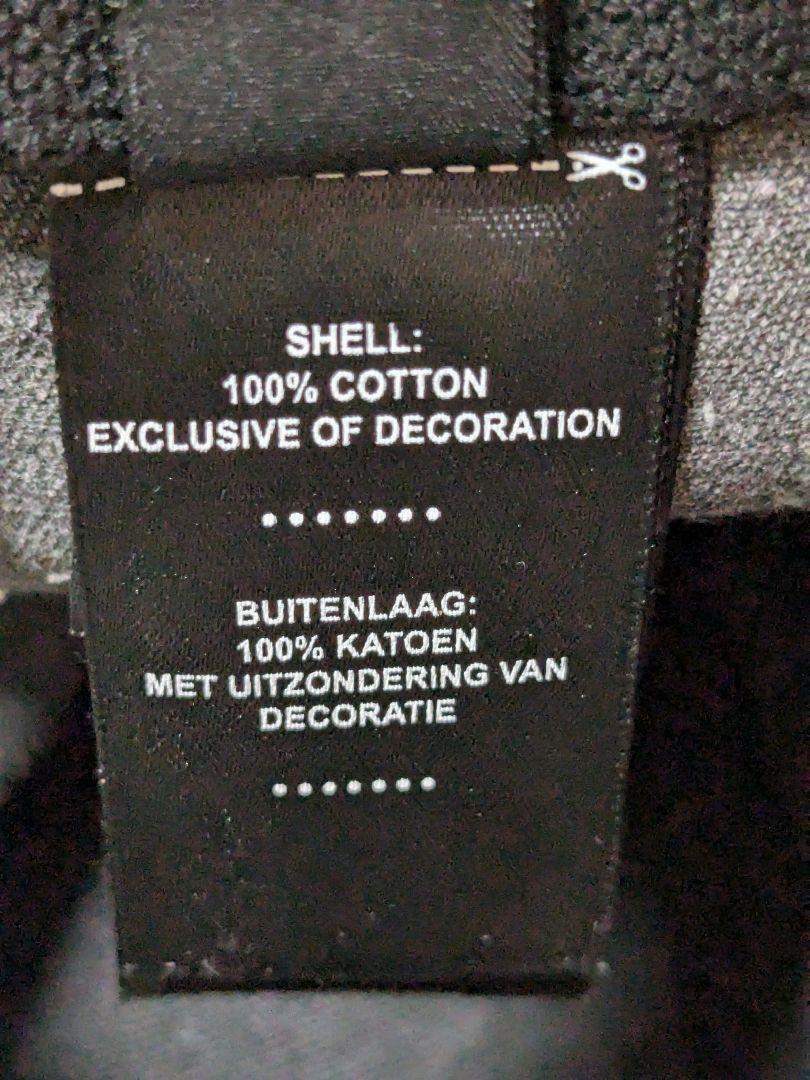 SHELL:
100% COTTON
EXCLUSIVE OF DECORATION
BUITENLAAG:
100% KATOEN
MET UITZONDERING VAN
DECORATIE